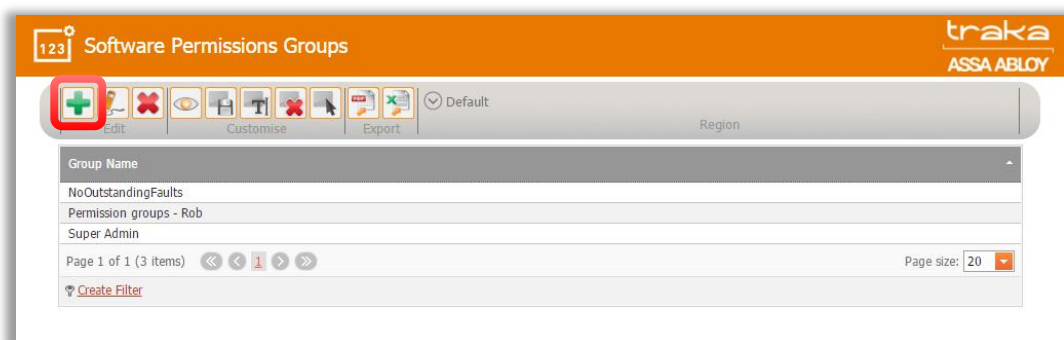 123 Software Permissions Groups
traka
ASSA ABLOY
Edit Customise Export Default Region
Group Name
NoOutstandingFaults
Permission groups - Rob
Super Admin
Page 1 of 1 (3 items) 1 Page size: 20
Create Filter